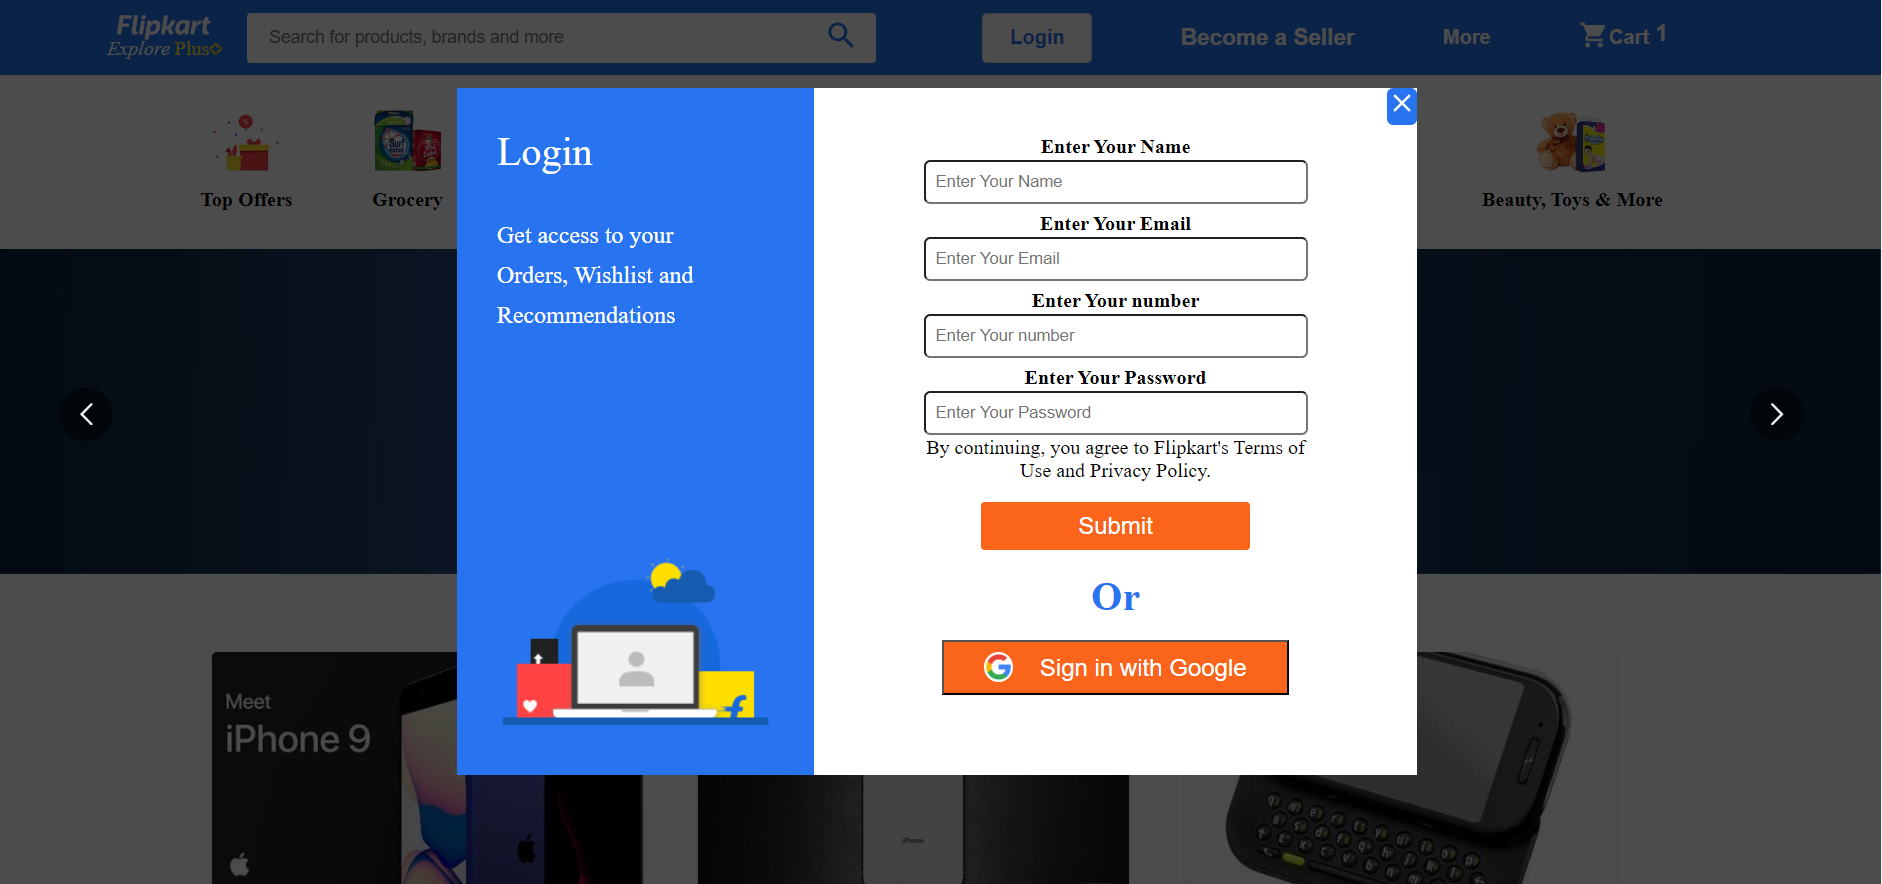 Flipkart
Explore Plus
Search for products, brands and more
Login
Become a Seller
More
Cart 1
Top Offers
Grocery
Beauty, Toys & More
Login
Get access to your
Orders, Wishlist and
Recommendations
Enter Your Name
Enter Your Name
Enter Your Email
Enter Your Email
Enter Your number
Enter Your number
Enter Your Password
Enter Your Password
By continuing, you agree to Flipkart's Terms of
Use and Privacy Policy.
Submit
Or
Sign in with Google
Meet
iPhone 9
iPhone